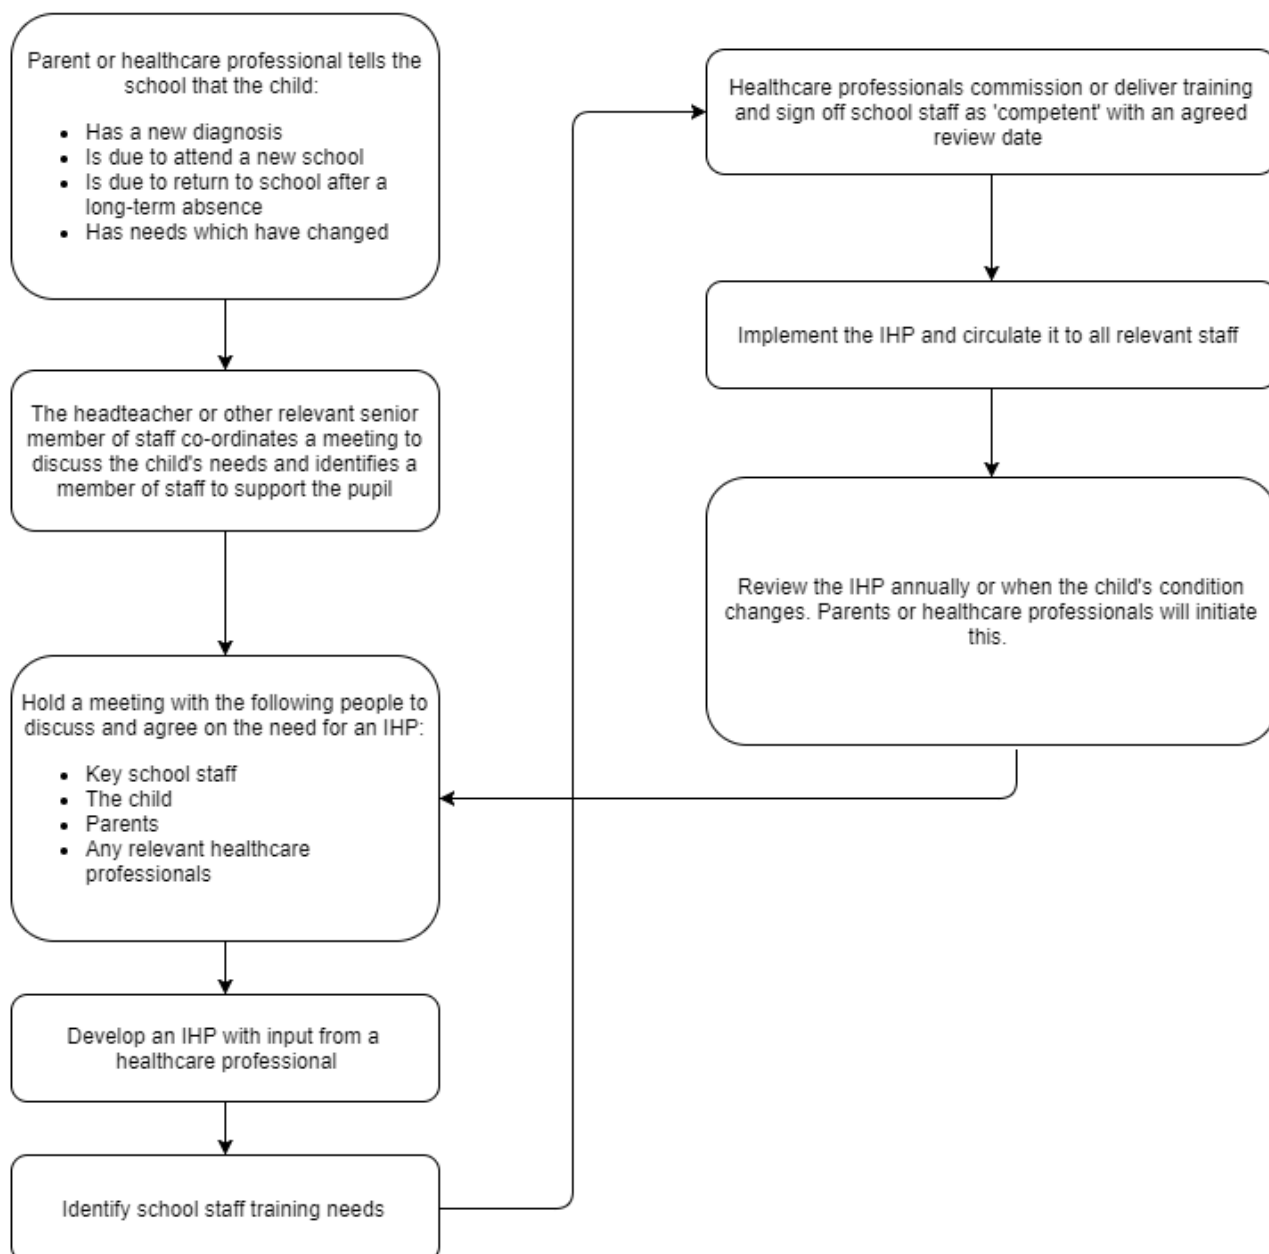 Parent or healthcare professional tells the
school that the child:
• Has a new diagnosis
• Is due to attend a new school
• Is due to return to school after a
long-term absence
• Has needs which have changed
The headteacher or other relevant senior
member of staff co-ordinates a meeting to
discuss the child's needs and identifies a
member of staff to support the pupil
Hold a meeting with the following people to
discuss and agree on the need for an IHP:
• Key school staff
• The child
• Parents
• Any relevant healthcare
professionals
Develop an IHP with input from a
healthcare professional
Identify school staff training needs
Healthcare professionals commission or deliver training
and sign off school staff as 'competent' with an agreed
review date
Implement the IHP and circulate it to all relevant staff
Review the IHP annually or when the child's condition
changes. Parents or healthcare professionals will initiate
this.